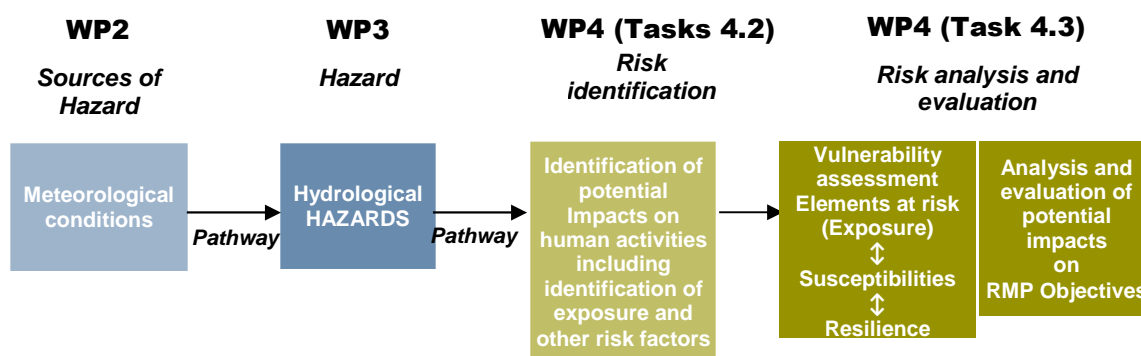 WP2
Sources of
Hazard
WP3
Hazard
WP4 (Tasks 4.2)
Risk
identification
WP4 (Task 4.3)
Risk analysis and
evaluation
Meteorological
conditions
Pathway
Hydrological
HAZARDS
Pathway
Identification of
potential
Impacts on
human activities
including
identification of
exposure and
other risk factors
Vulnerability
assessment
Elements at risk
(Exposure)
↕
Susceptibilities
↕
Resilience
Analysis and
evaluation of
potential
impacts
on
RMP Objectives